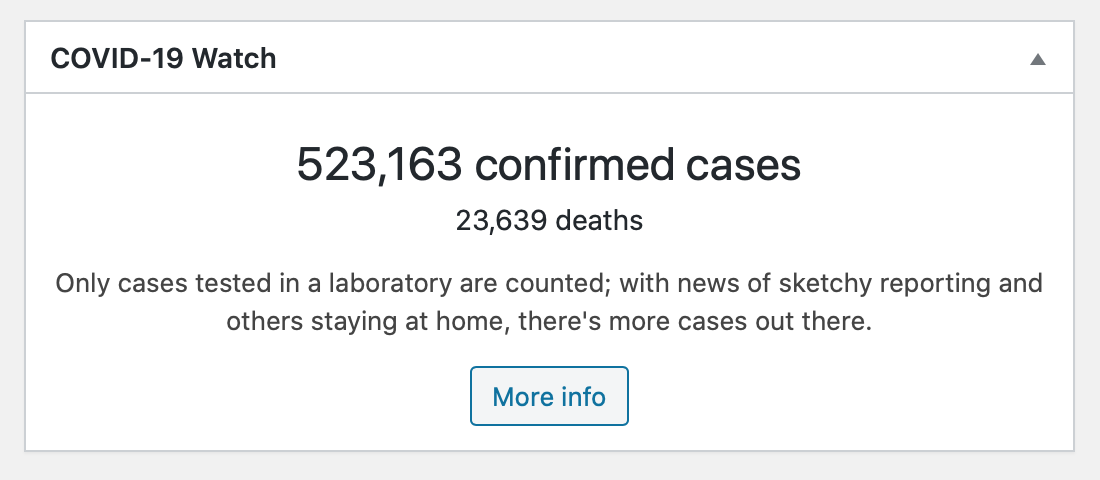 COVID-19 Watch
523,163 confirmed cases
23,639 deaths
Only cases tested in a laboratory are counted; with news of sketchy reporting and
others staying at home, there's more cases out there.
More info